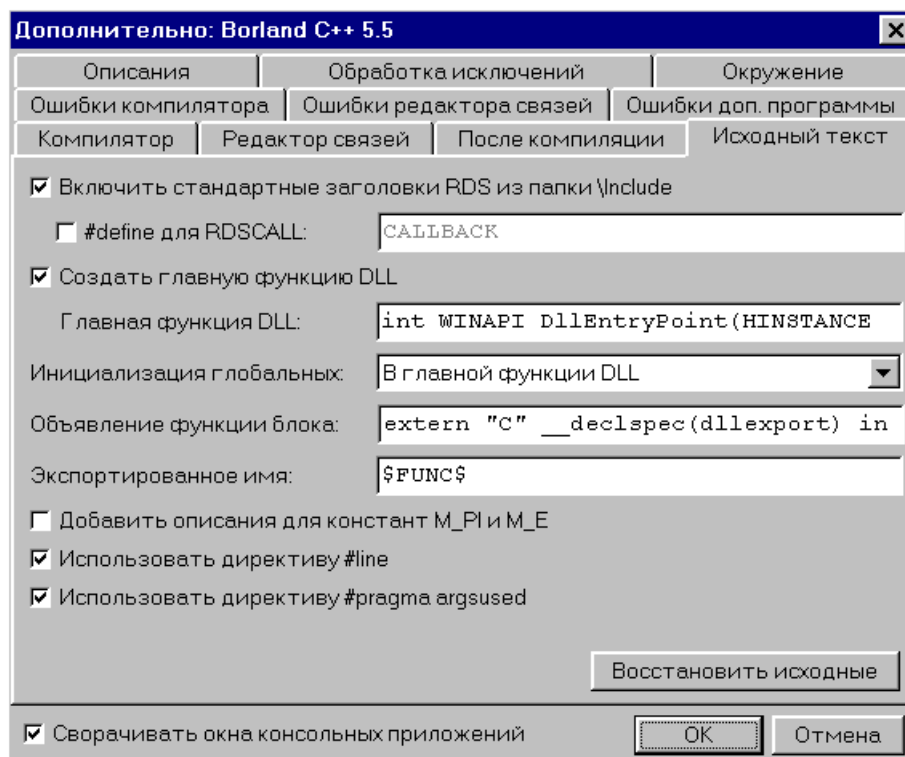 Дополнительно: Borland C++ 5.5
Описания Обработка исключений Окружение
Ошибки компилятора Ошибки редактора связей Ошибки доп. программы
Компилятор Редактор связей После компиляции Исходный текст
Включить стандартные заголовки RDS из папки \Include
#define для RDSCALL: CALLBACK
Создать главную функцию DLL
Главная функция DLL: int WINAPI DllEntryPoint(HINSTANCE
Инициализация глобальных: В главной функции DLL
Объявление функции блока: extern "C" __declspec(dllexport) in
Экспортированное имя: $FUNC$
Добавить описания для констант M_PI и M_E
Использовать директиву #line
Использовать директиву #pragma argsused
Восстановить исходные
Сворачивать окна консольных приложений OK Отмена